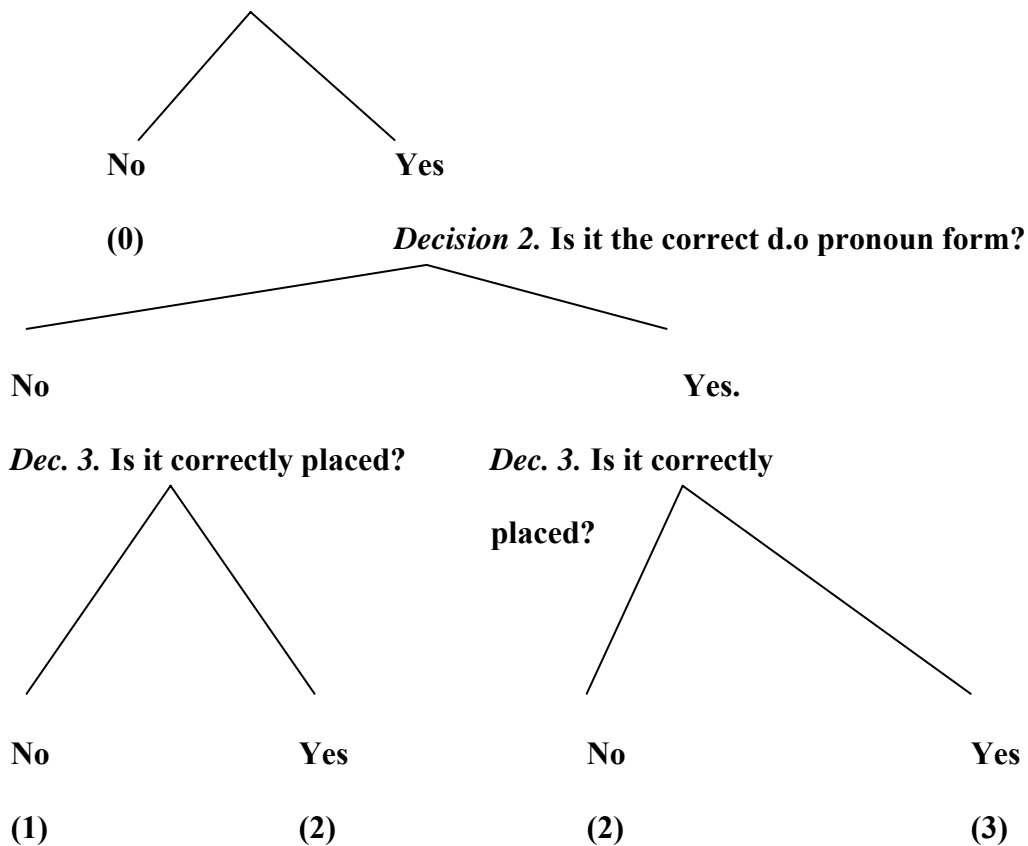 No Yes
(0) Decision 2. Is it the correct d.o pronoun form?
No Yes.
Dec. 3. Is it correctly placed? Dec. 3. Is it correctly
placed?
No Yes No Yes
(1) (2) (2) (3)